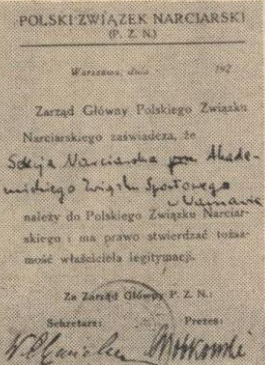 POLSKI ZWIĄZEK NARCIARSKI
(P. Z. N.)
Warszawa, dnia 192
Zarząd Główny Polskiego Związku
Narciarskiego zaświadcza, że
Sekcja Narciarska przy Akade-
mickiego Związku Sportowego
w
należy do Polskiego Związku Narciar-
skiego i ma prawo stwierdzać tożsa-
mość właściciela legitymacji.
Za Zarząd Główny P. Z. N.:
Sekretarz: Prezes: